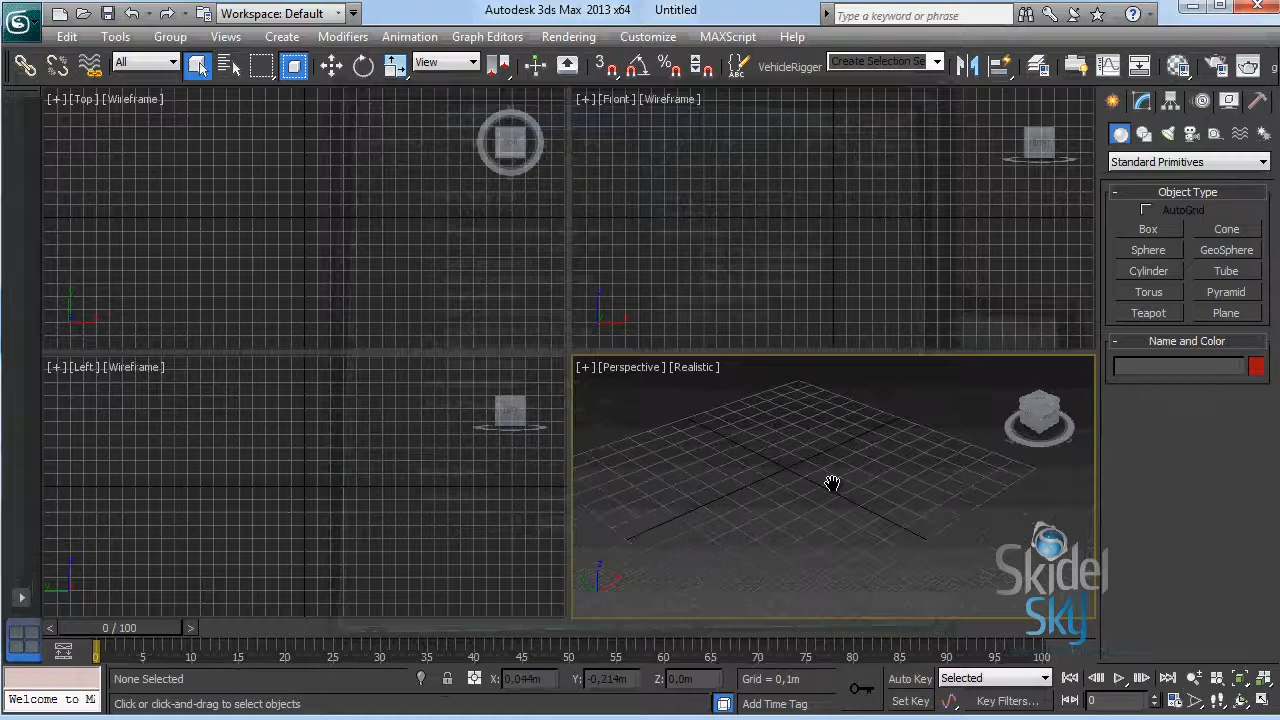 Workspace: Default
Autodesk 3ds Max 2013 x64 Untitled
Type a keyword or phrase
Edit Tools Group Views Create Modifiers Animation Graph Editors Rendering Customize MAXScript Help
All
View
VehicleRigger
Create Selection Se
[+] [Top] [Wireframe]
[+] [Front] [Wireframe]
[+] [Left] [Wireframe]
[+] [Perspective] [Realistic]
Standard Primitives
Object Type
AutoGrid
Box Cone
Sphere GeoSphere
Cylinder Tube
Torus Pyramid
Teapot Plane
Name and Color
Skidel
Sky
< 0 / 100 >
0 5 10 15 20 25 30 35 40 45 50 55 60 65 70 75 80 85 90 95 100
None Selected
X: 0,044m Y: -0,214m Z: 0,0m
Grid = 0,1m
Auto Key
Selected
Welcome to M
Click or click-and-drag to select objects
Add Time Tag
Set Key
Key Filters...
0